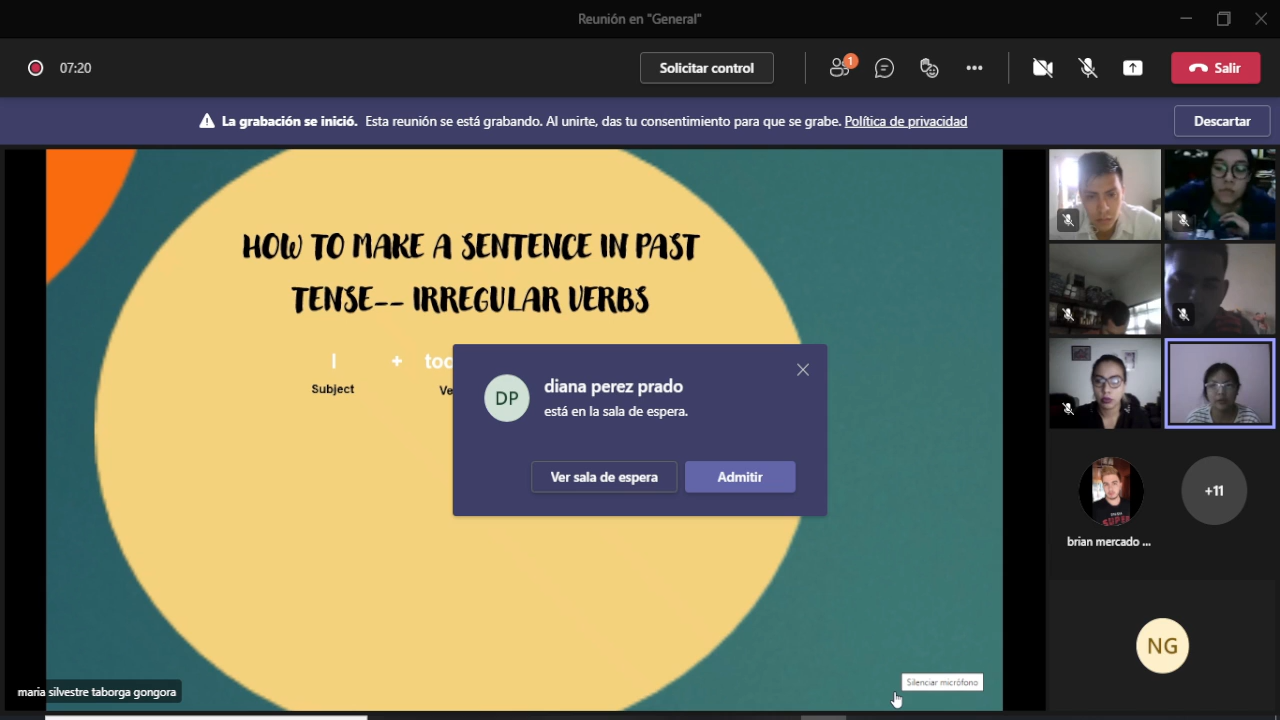 Reunión en "General"
07:20
Solicitar control
1
Salir
La grabación se inició. Esta reunión se está grabando. Al unirte, das tu consentimiento para que se grabe. Política de privacidad
Descartar
HOW TO MAKE A SENTENCE IN PAST
TENSE-- IRREGULAR VERBS
I + too
Subject Ve
DP
diana perez prado
está en la sala de espera.
Ver sala de espera
Admitir
SUPER
+11
brian mercado ...
NG
Silenciar micrófono
maria silvestre taborga gongora